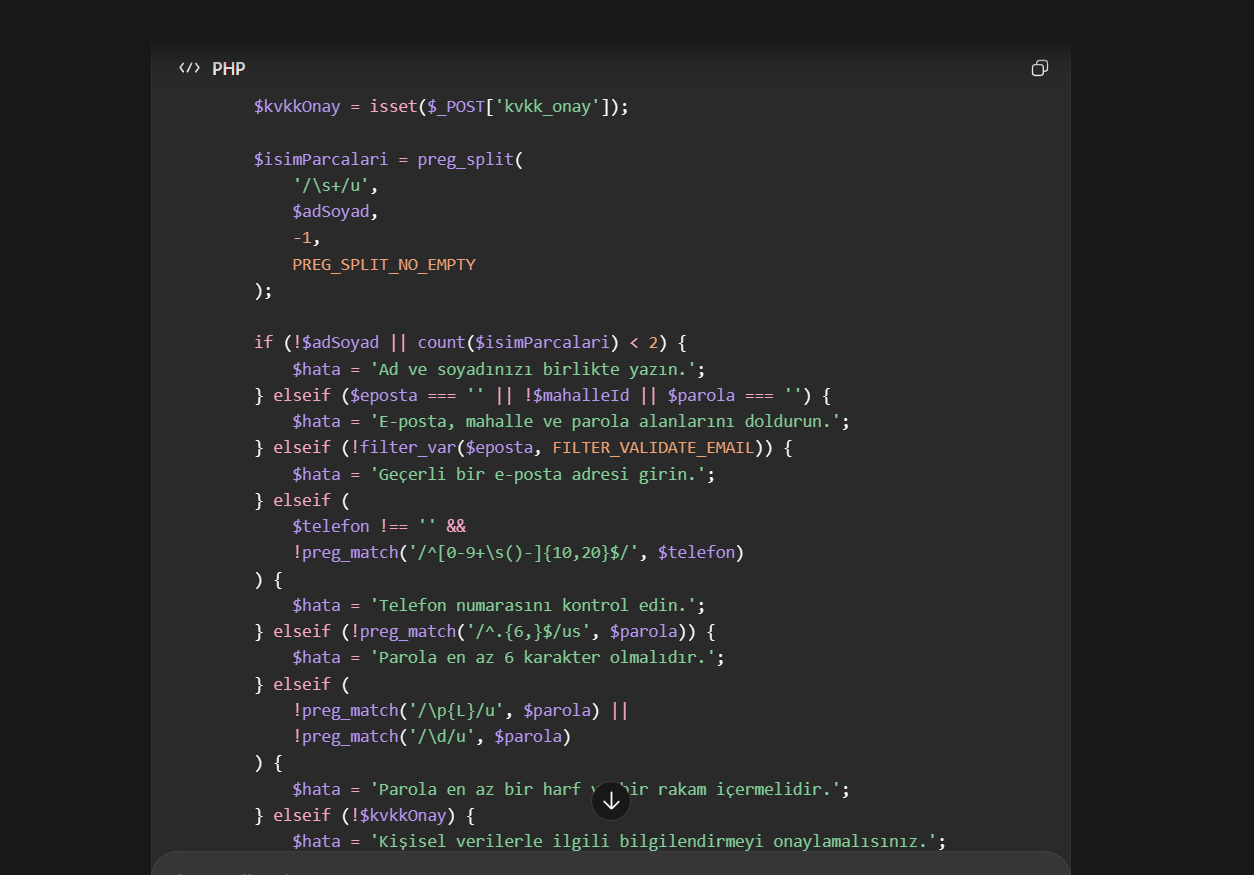 PHP
$kvkkOnay = isset($_POST['kvkk_onay']);
$isimParcalari = preg_split(
'/\s+/u',
$adSoyad,
-1,
PREG_SPLIT_NO_EMPTY
);
if (!$adSoyad || count($isimParcalari) < 2) {
$hata = 'Ad ve soyadınızı birlikte yazın.';
} elseif ($eposta === '' || !$mahalleId || $parola === '') {
$hata = 'E-posta, mahalle ve parola alanlarını doldurun.';
} elseif (!filter_var($eposta, FILTER_VALIDATE_EMAIL)) {
$hata = 'Geçerli bir e-posta adresi girin.';
} elseif (
$telefon !== '' &&
!preg_match('/^[0-9+\s()-]{10,20}$/', $telefon)
) {
$hata = 'Telefon numarasını kontrol edin.';
} elseif (!preg_match('/^.{6,}$/us', $parola)) {
$hata = 'Parola en az 6 karakter olmalıdır.';
} elseif (
!preg_match('/\p{L}/u', $parola) ||
!preg_match('/\d/u', $parola)
) {
$hata = 'Parola en az bir harf bir rakam içermelidir.';
} elseif (!$kvkkOnay) {
$hata = 'Kişisel verilerle ilgili bilgilendirmeyi onaylamalısınız.';